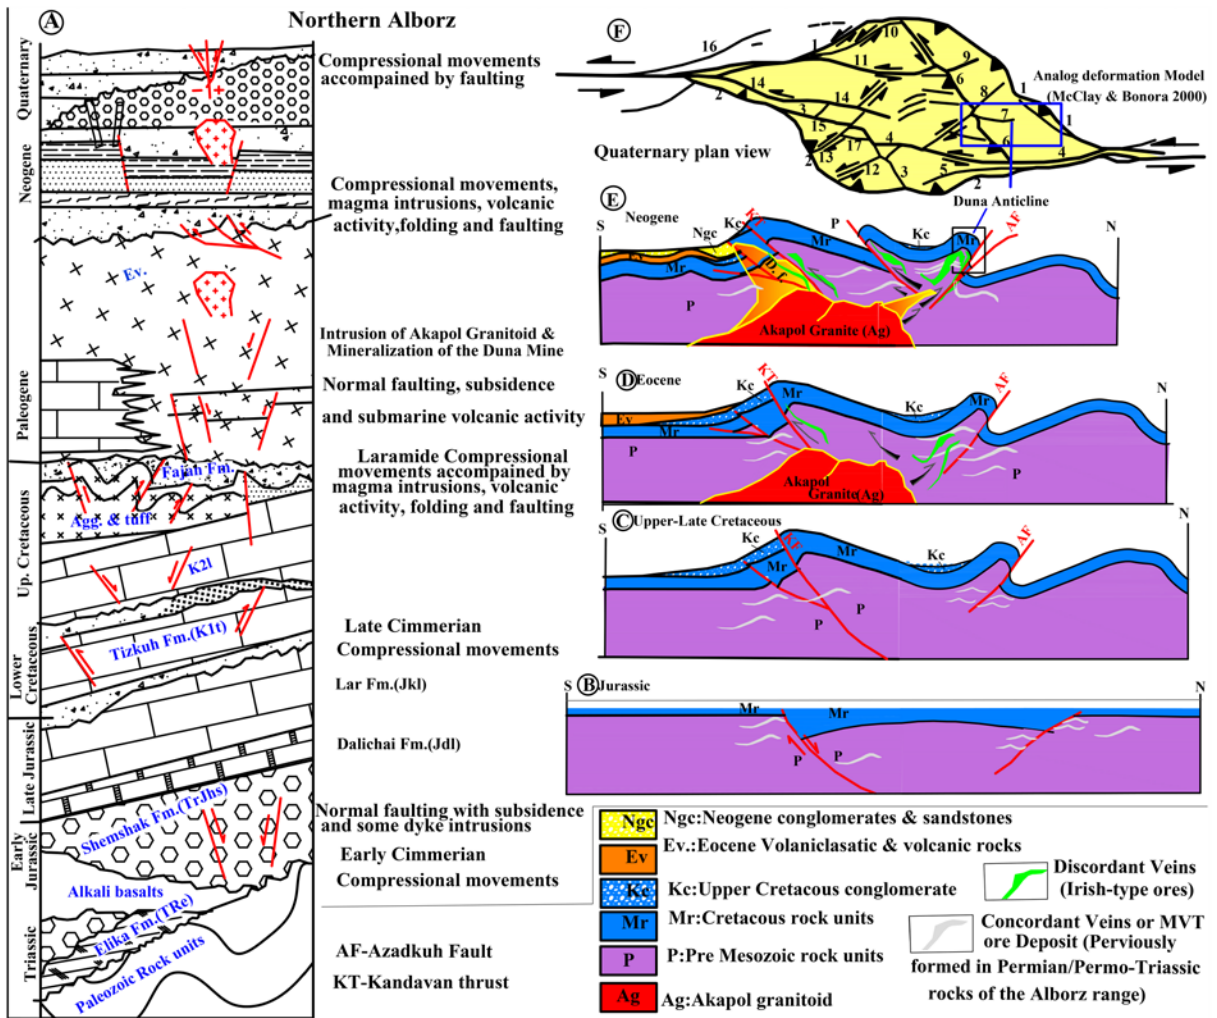 A
Northern Alborz
Quaternary
Neogene
Paleogene
Up. Cretaceous
Lower
Cretaceous
Late Jurassic
Early
Jurassic
Triassic
Ev.
Fajan Fm.
Agg. & tuff
K2l
Tizkuh Fm.(K1t)
Shemshak Fm.(TrJhs)
Alkali basalts
Elika Fm.(TRe)
Paleozoic Rock units
Compressional movements
accompained by faulting
Compressional movements,
magma intrusions, volcanic
activity,folding and faulting
Intrusion of Akapol Granitoid &
Mineralization of the Duna Mine
Normal faulting, subsidence
and submarine volcanic activity
Laramide Compressional
movements accompained by
magma intrusions, volcanic
activity, folding and faulting
Late Cimmerian
Compressional movements
Lar Fm.(Jkl)
Dalichai Fm.(Jdl)
Normal faulting with subsidence
and some dyke intrusions
Early Cimmerian
Compressional movements
AF-Azadkuh Fault
KT-Kandavan thrust
F
16
1
10
9
11
6
14
2
8
1
1
3
14
7
15
4
6
2
13
17
4
12
3
5
2
Analog deformation Model
(McClay & Bonora 2000)
Quaternary plan view
Duna Anticline
E
S
Neogene
Ngc
Kc
KT
P
Kc
Mr
AF
N
Ev
Mr
Mr
D. f
P
P
Akapol Granite (Ag)
S
D Eocene
Kc
KT
Mr
Kc
Mr
AF
N
Ev
Mr
P
P
Akapol
Granite(Ag)
C Upper-Late Cretaceous
S
Kc
Mr
Mr
Kc
AF
N
P
P
S
B Jurassic
N
Mr
Mr
P
P
Ngc
Ngc:Neogene conglomerates & sandstones
Ev
Ev.:Eocene Volaniclasatic & volcanic rocks
Kc
Kc:Upper Cretacous conglomerate
Mr
Mr:Cretacous rock units
P
P:Pre Mesozoic rock units
Ag
Ag:Akapol granitoid
Discordant Veins
(Irish-type ores)
Concordant Veins or MVT
ore Deposit (Perviously
formed in Permian/Permo-Triassic
rocks of the Alborz range)